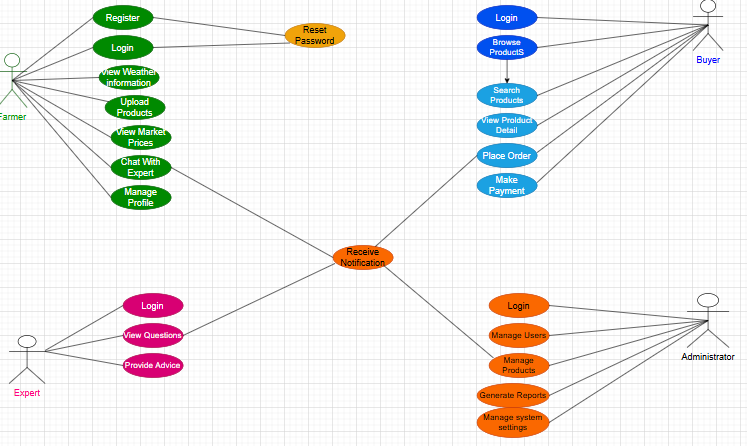 Register
Login
View Weather
information
Upload
Products
View Market
Prices
Chat With
Expert
Manage
Profile
Farmer
Reset
Password
Login
Browse
ProductS
Search
Products
View Prolduct
Detail
Place Order
Make
Payment
Buyer
Receive
Notification
Login
View Questions
Provide Advice
Expert
Login
Manage Users
Manage
Products
Generate Reports
Manage system
settings
Administrator